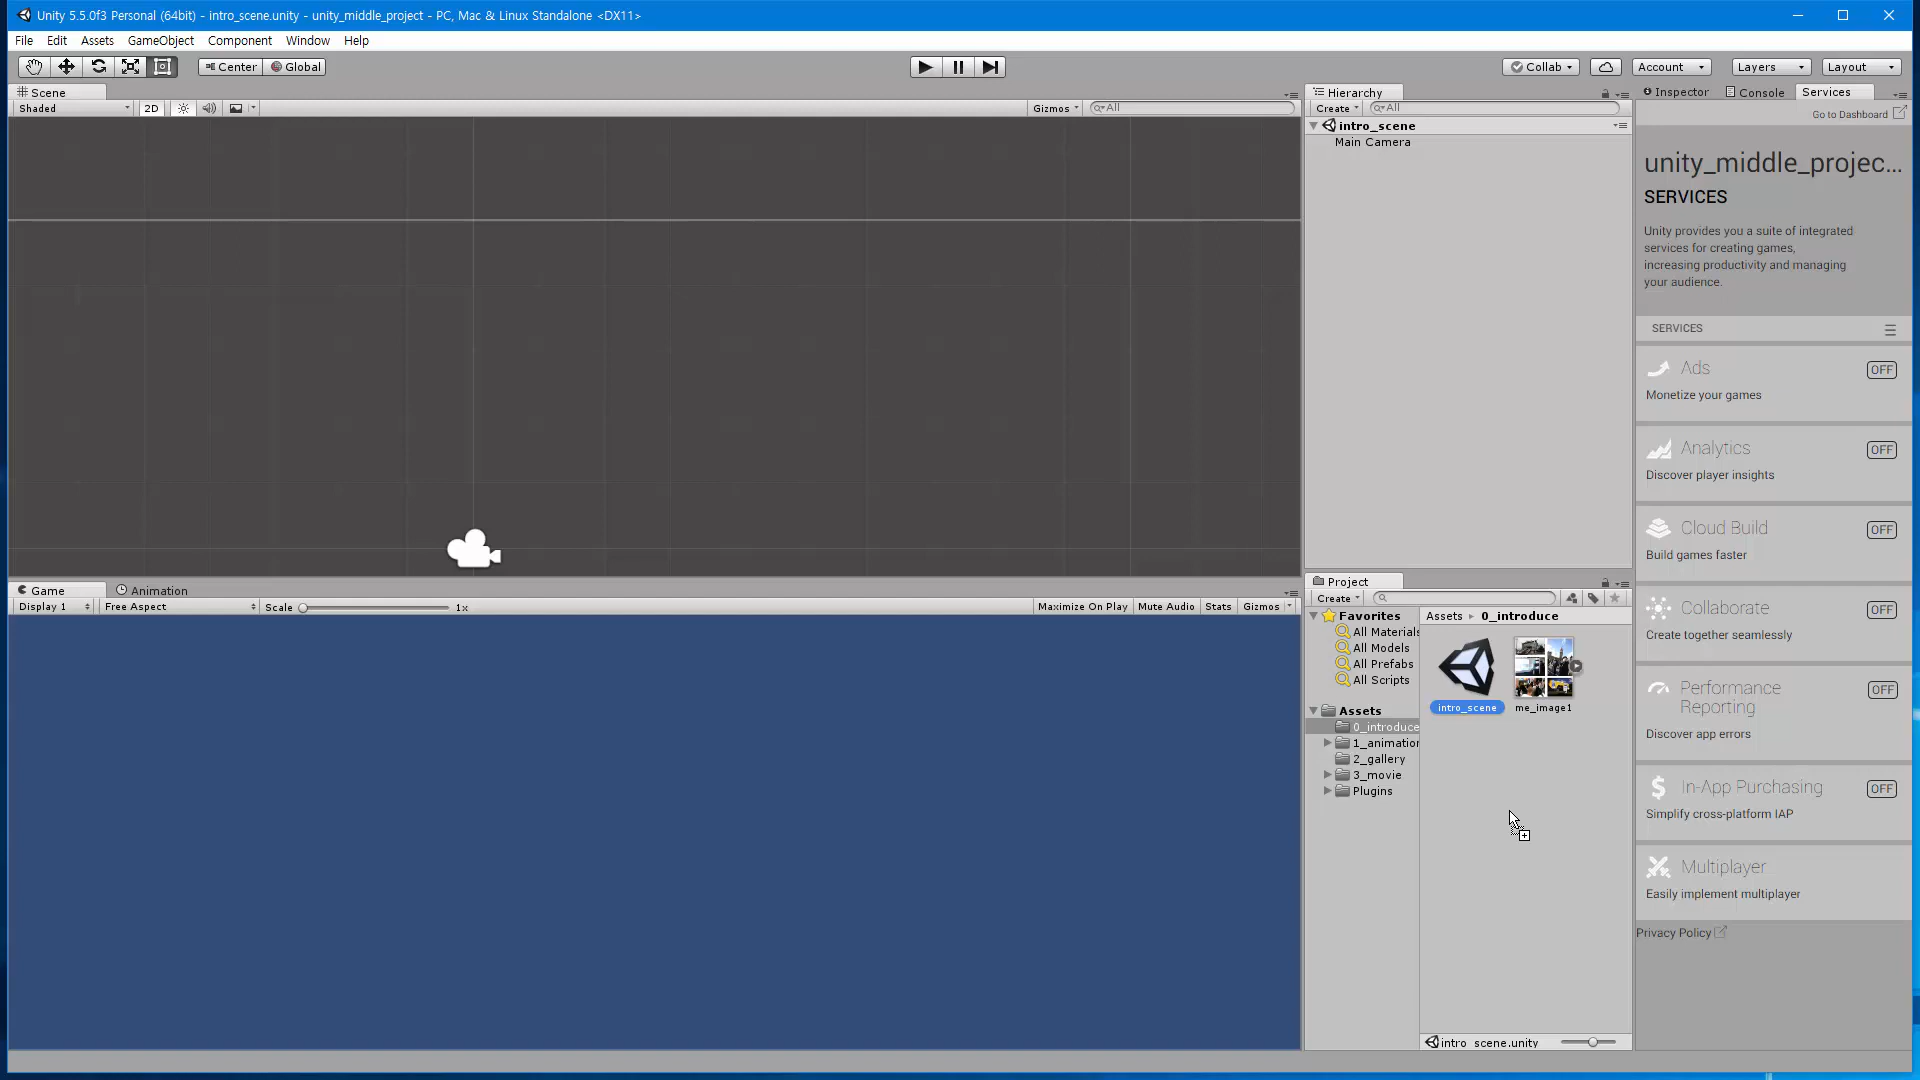 Unity 5.5.0f3 Personal (64bit) - intro_scene.unity - unity_middle_project - PC, Mac & Linux Standalone <DX11>
File Edit Assets GameObject Component Window Help
Center Global Collab Account Layers Layout
Scene
Shaded 2D Gizmos All
Hierarchy
Create All
intro_scene
Main Camera
Inspector Console Services
Go to Dashboard
unity_middle_projec...
SERVICES
Unity provides you a suite of integrated
services for creating games,
increasing productivity and managing
your audience.
SERVICES
Ads OFF
Monetize your games
Analytics OFF
Discover player insights
Cloud Build OFF
Build games faster
Collaborate OFF
Create together seamlessly
Performance
Reporting OFF
Discover app errors
In-App Purchasing OFF
Simplify cross-platform IAP
Multiplayer
Easily implement multiplayer
Privacy Policy
Game Animation
Display 1 Free Aspect Scale 1x Maximize On Play Mute Audio Stats Gizmos
Project
Create
Favorites
All Materials
All Models
All Prefabs
All Scripts
Assets
0_introduce
1_animation
2_gallery
3_movie
Plugins
Assets 0_introduce
intro_scene me_image1
intro_scene.unity